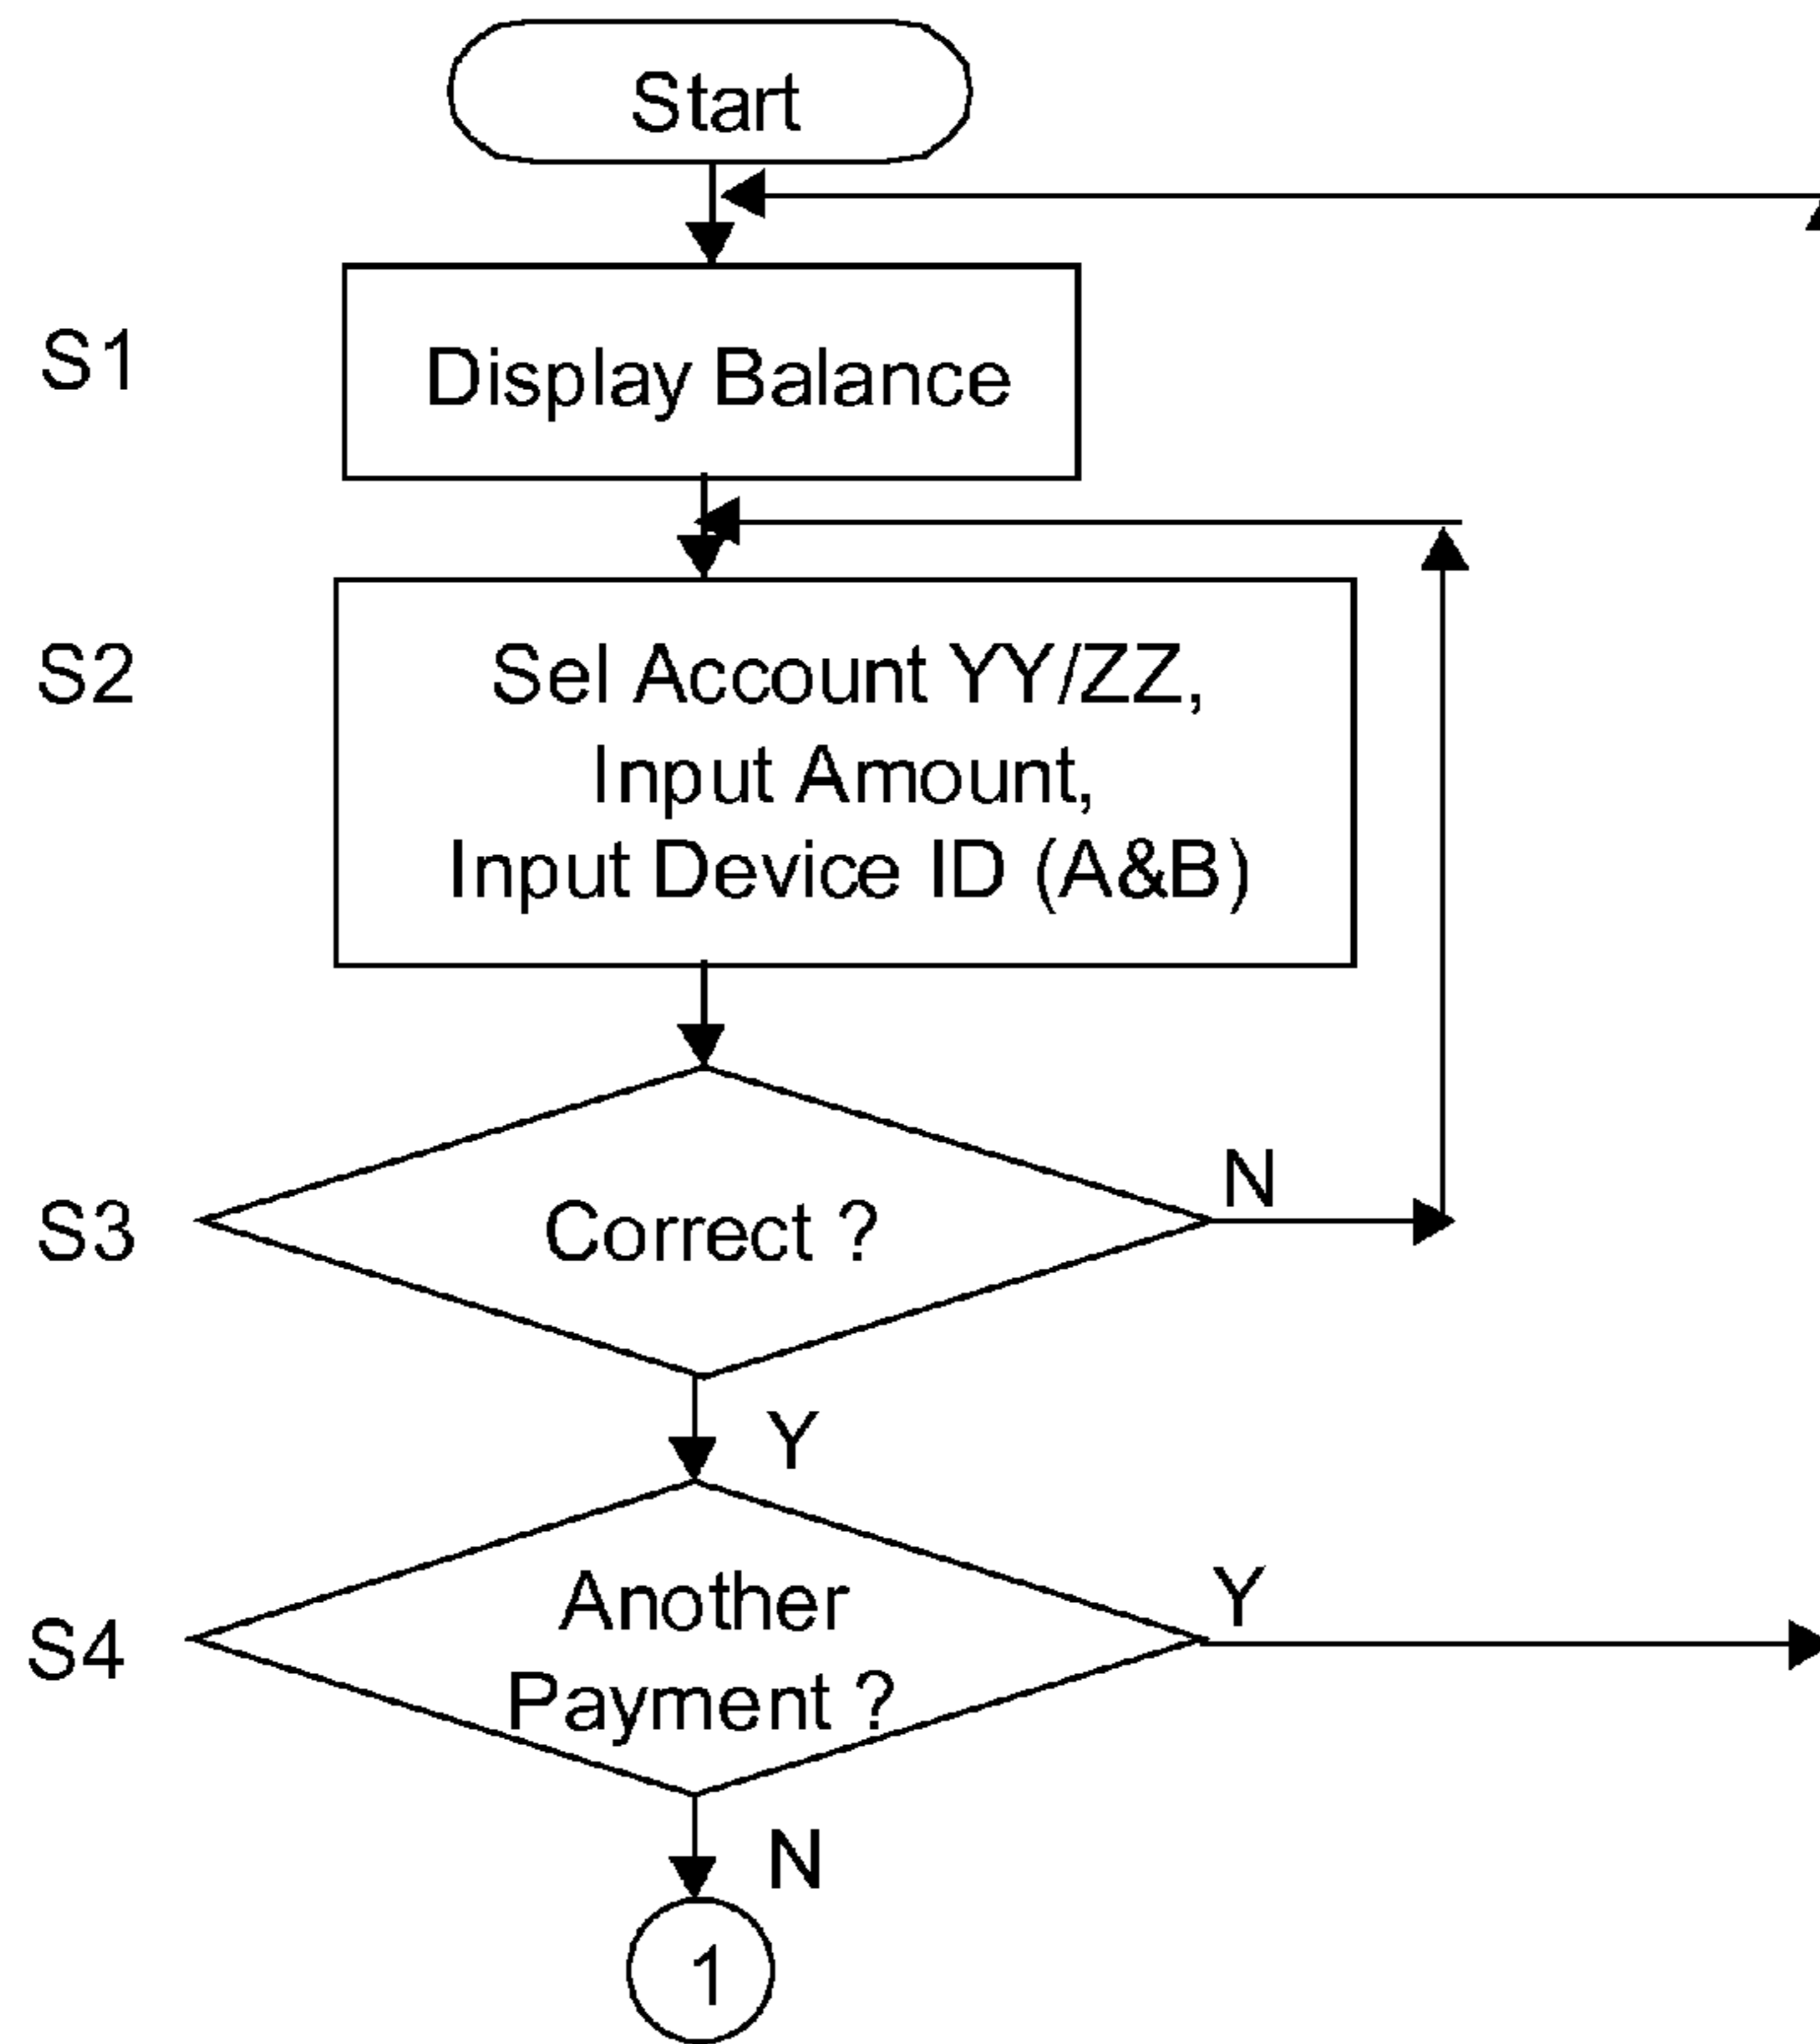 Start
S1
Display Balance
S2
Sel Account YY/ZZ,
Input Amount,
Input Device ID (A&B)
S3
Correct ?
N
Y
S4
Another
Payment ?
Y
N
1